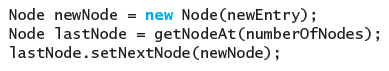 Node newNode = new Node(newEntry);
Node lastNode = getNodeAt(numberOfNodes);
lastNode.setNextNode(newNode);